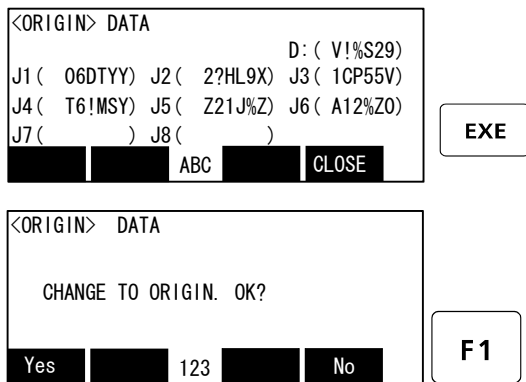 <ORIGIN> DATA
D:( V!%S29)
J1( O6DTYY) J2( 2?HL9X) J3( 1CP55V)
J4( T6!MSY) J5( Z21J%Z) J6( A12%Z0)
J7( ) J8( )
ABC CLOSE
EXE
<ORIGIN> DATA
CHANGE TO ORIGIN. OK?
Yes 123 No
F1